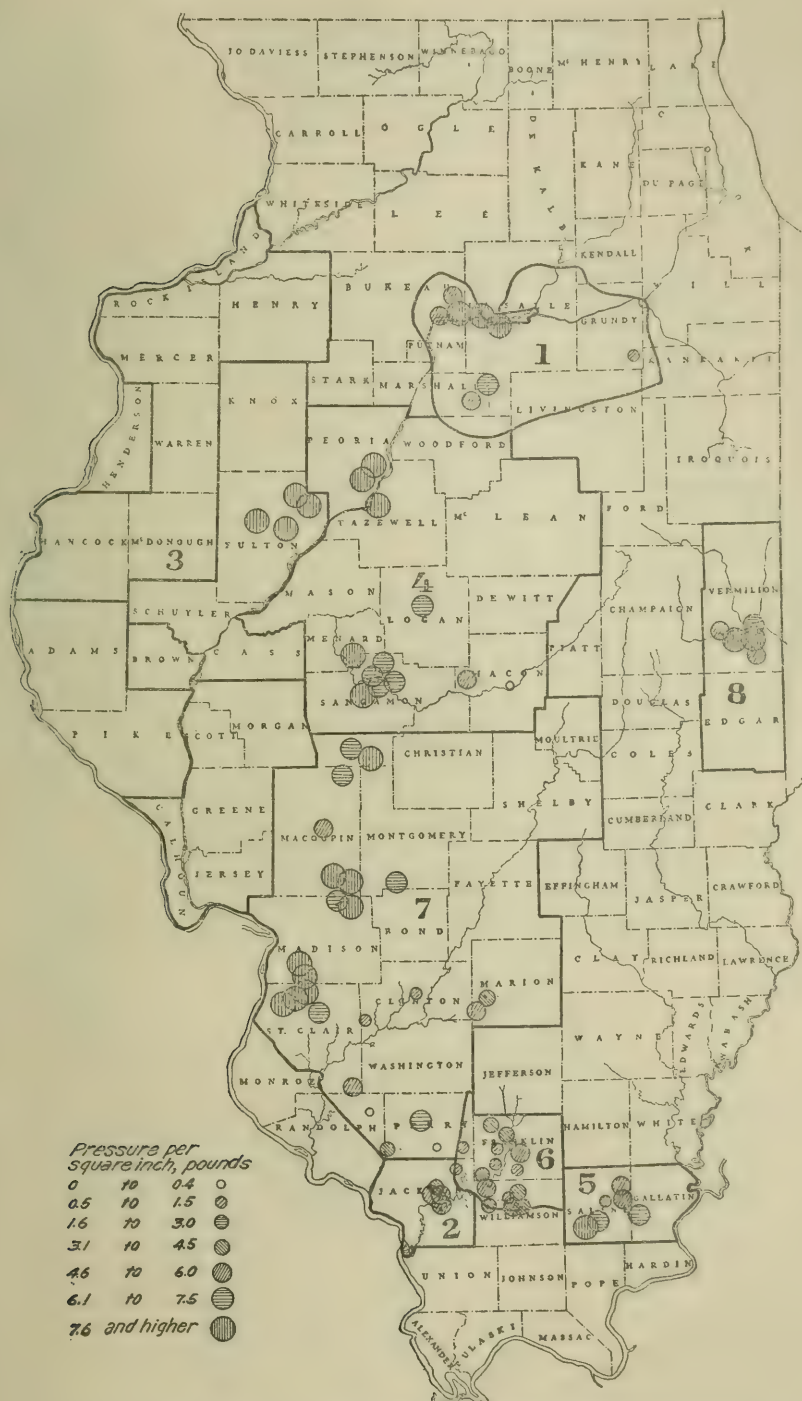 JO DAVIESS STEPHENSON WINNEBAGO BOONE McHENRY LAKE
CARROLL OGLE DE KALB KANE
DU PAGE
WHITESIDE LEE
KENDALL WILL
ROCK ISLAND HENRY BUREAU LA SALLE GRUNDY
MERCER PUTNAM 1 KANKAKEE
STARK MARSHALL
HENDERSON WARREN KNOX LIVINGSTON
PEORIA WOODFORD IROQUOIS
HANCOCK McDONOUGH FULTON TAZEWELL McLEAN FORD
3
MASON 4 DEWITT CHAMPAIGN VERMILION
SCHUYLER LOGAN
ADAMS BROWN CASS MENARD MACON PIATT
SANGAMON DOUGLAS 8
PIKE SCOTT MORGAN MOULTRIE EDGAR
CHRISTIAN COLES
GREENE SHELBY CUMBERLAND CLARK
CALHOUN JERSEY MACOUPIN MONTGOMERY
FAYETTE EFFINGHAM JASPER CRAWFORD
7
BOND
MADISON CLAY RICHLAND LAWRENCE
CLINTON MARION
ST. CLAIR WAYNE EDWARDS WABASH
WASHINGTON JEFFERSON
MONROE
RANDOLPH PERRY FRANKLIN HAMILTON WHITE
6
5
JACKSON SALINE GALLATIN
2 WILLIAMSON
UNION JOHNSON POPE HARDIN
ALEXANDER PULASKI MASSAC
Pressure per
square inch, pounds
0 to 0.4
0.5 to 1.5
1.6 to 3.0
3.1 to 4.5
4.6 to 6.0
6.1 to 7.5
7.6 and higher